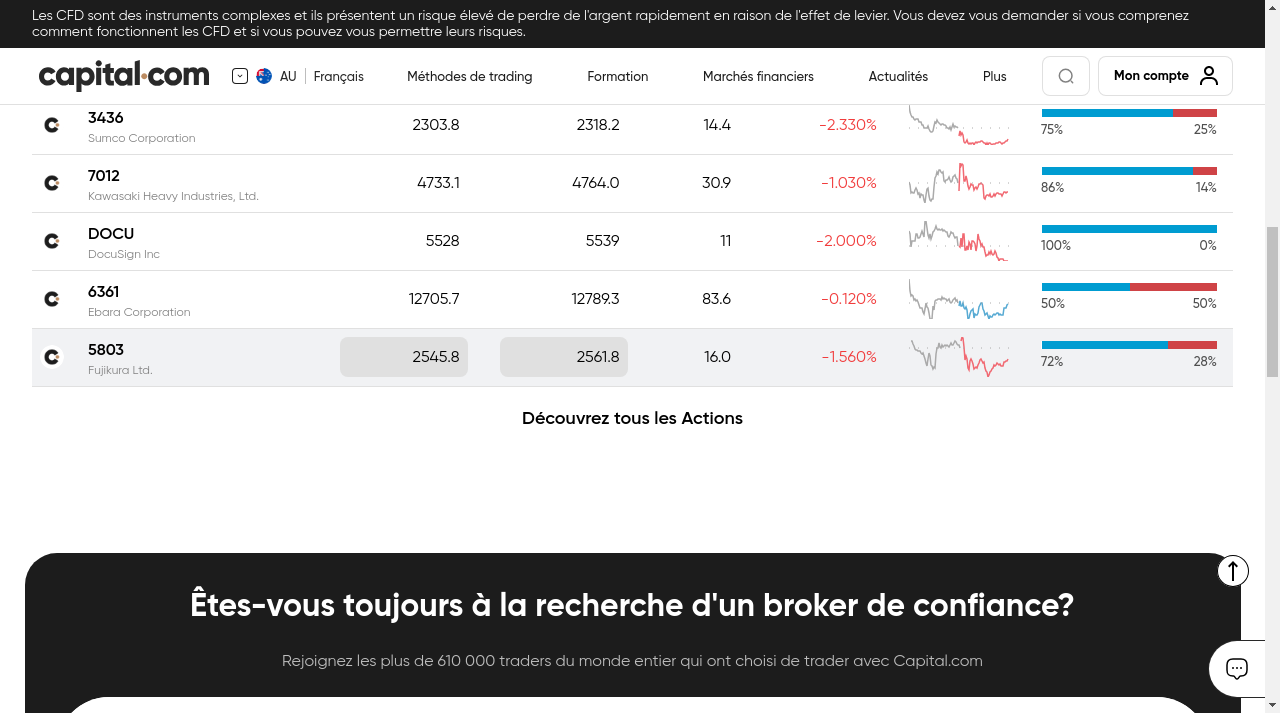 Les CFD sont des instruments complexes et ils présentent un risque élevé de perdre de l'argent rapidement en raison de l'effet de levier. Vous devez vous demander si vous comprenez
comment fonctionnent les CFD et si vous pouvez vous permettre leurs risques.
capital.com AU Français Méthodes de trading Formation Marchés financiers Actualités Plus Mon compte
3436 2303.8 2318.2 14.4 -2.330%
Sumco Corporation 75% 25%
7012 4733.1 4764.0 30.9 -1.030%
Kawasaki Heavy Industries, Ltd. 86% 14%
DOCU 5528 5539 11 -2.000%
DocuSign Inc 100% 0%
6361 12705.7 12789.3 83.6 -0.120%
Ebara Corporation 50% 50%
5803 2545.8 2561.8 16.0 -1.560%
Fujikura Ltd. 72% 28%
Découvrez tous les Actions
Êtes-vous toujours à la recherche d'un broker de confiance?
Rejoignez les plus de 610 000 traders du monde entier qui ont choisi de trader avec Capital.com